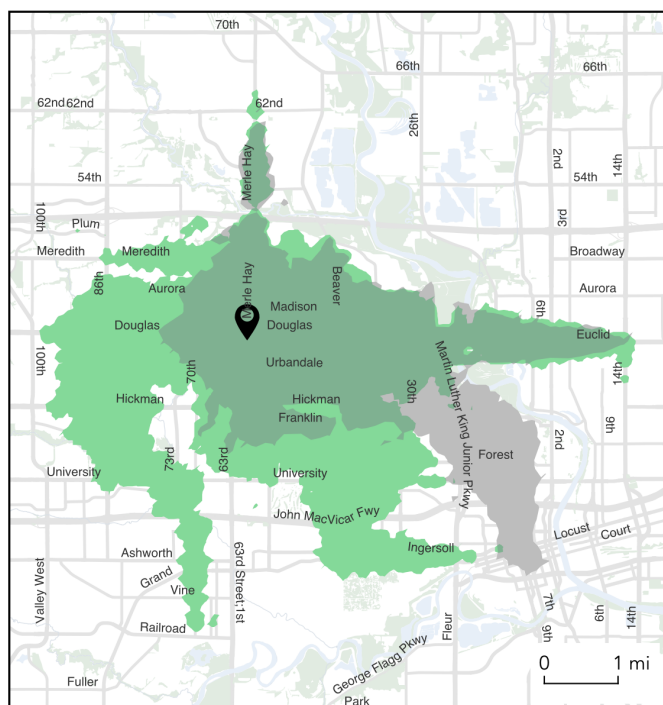 70th
66th
66th
62nd
62nd
62nd
26th
Merle Hay
2nd
14th
54th
54th
100th
3rd
Plum
Meredith
Meredith
Broadway
86th
Aurora
Merle Hay
Beaver
Aurora
6th
Madison
Douglas
Douglas
Euclid
100th
Urbandale
70th
14th
Martin Luther King Junior Pkwy
Hickman
Hickman
30th
Franklin
2nd
9th
73rd
63rd
Forest
University
University
John MacVicar Fwy
Locust
Court
Ashworth
Ingersoll
Grand
Valley West
Vine
63rd Street;1st
Railroad
Fleur
7th
9th
6th
14th
George Flagg Pkwy
Fuller
Park
0 1 mi